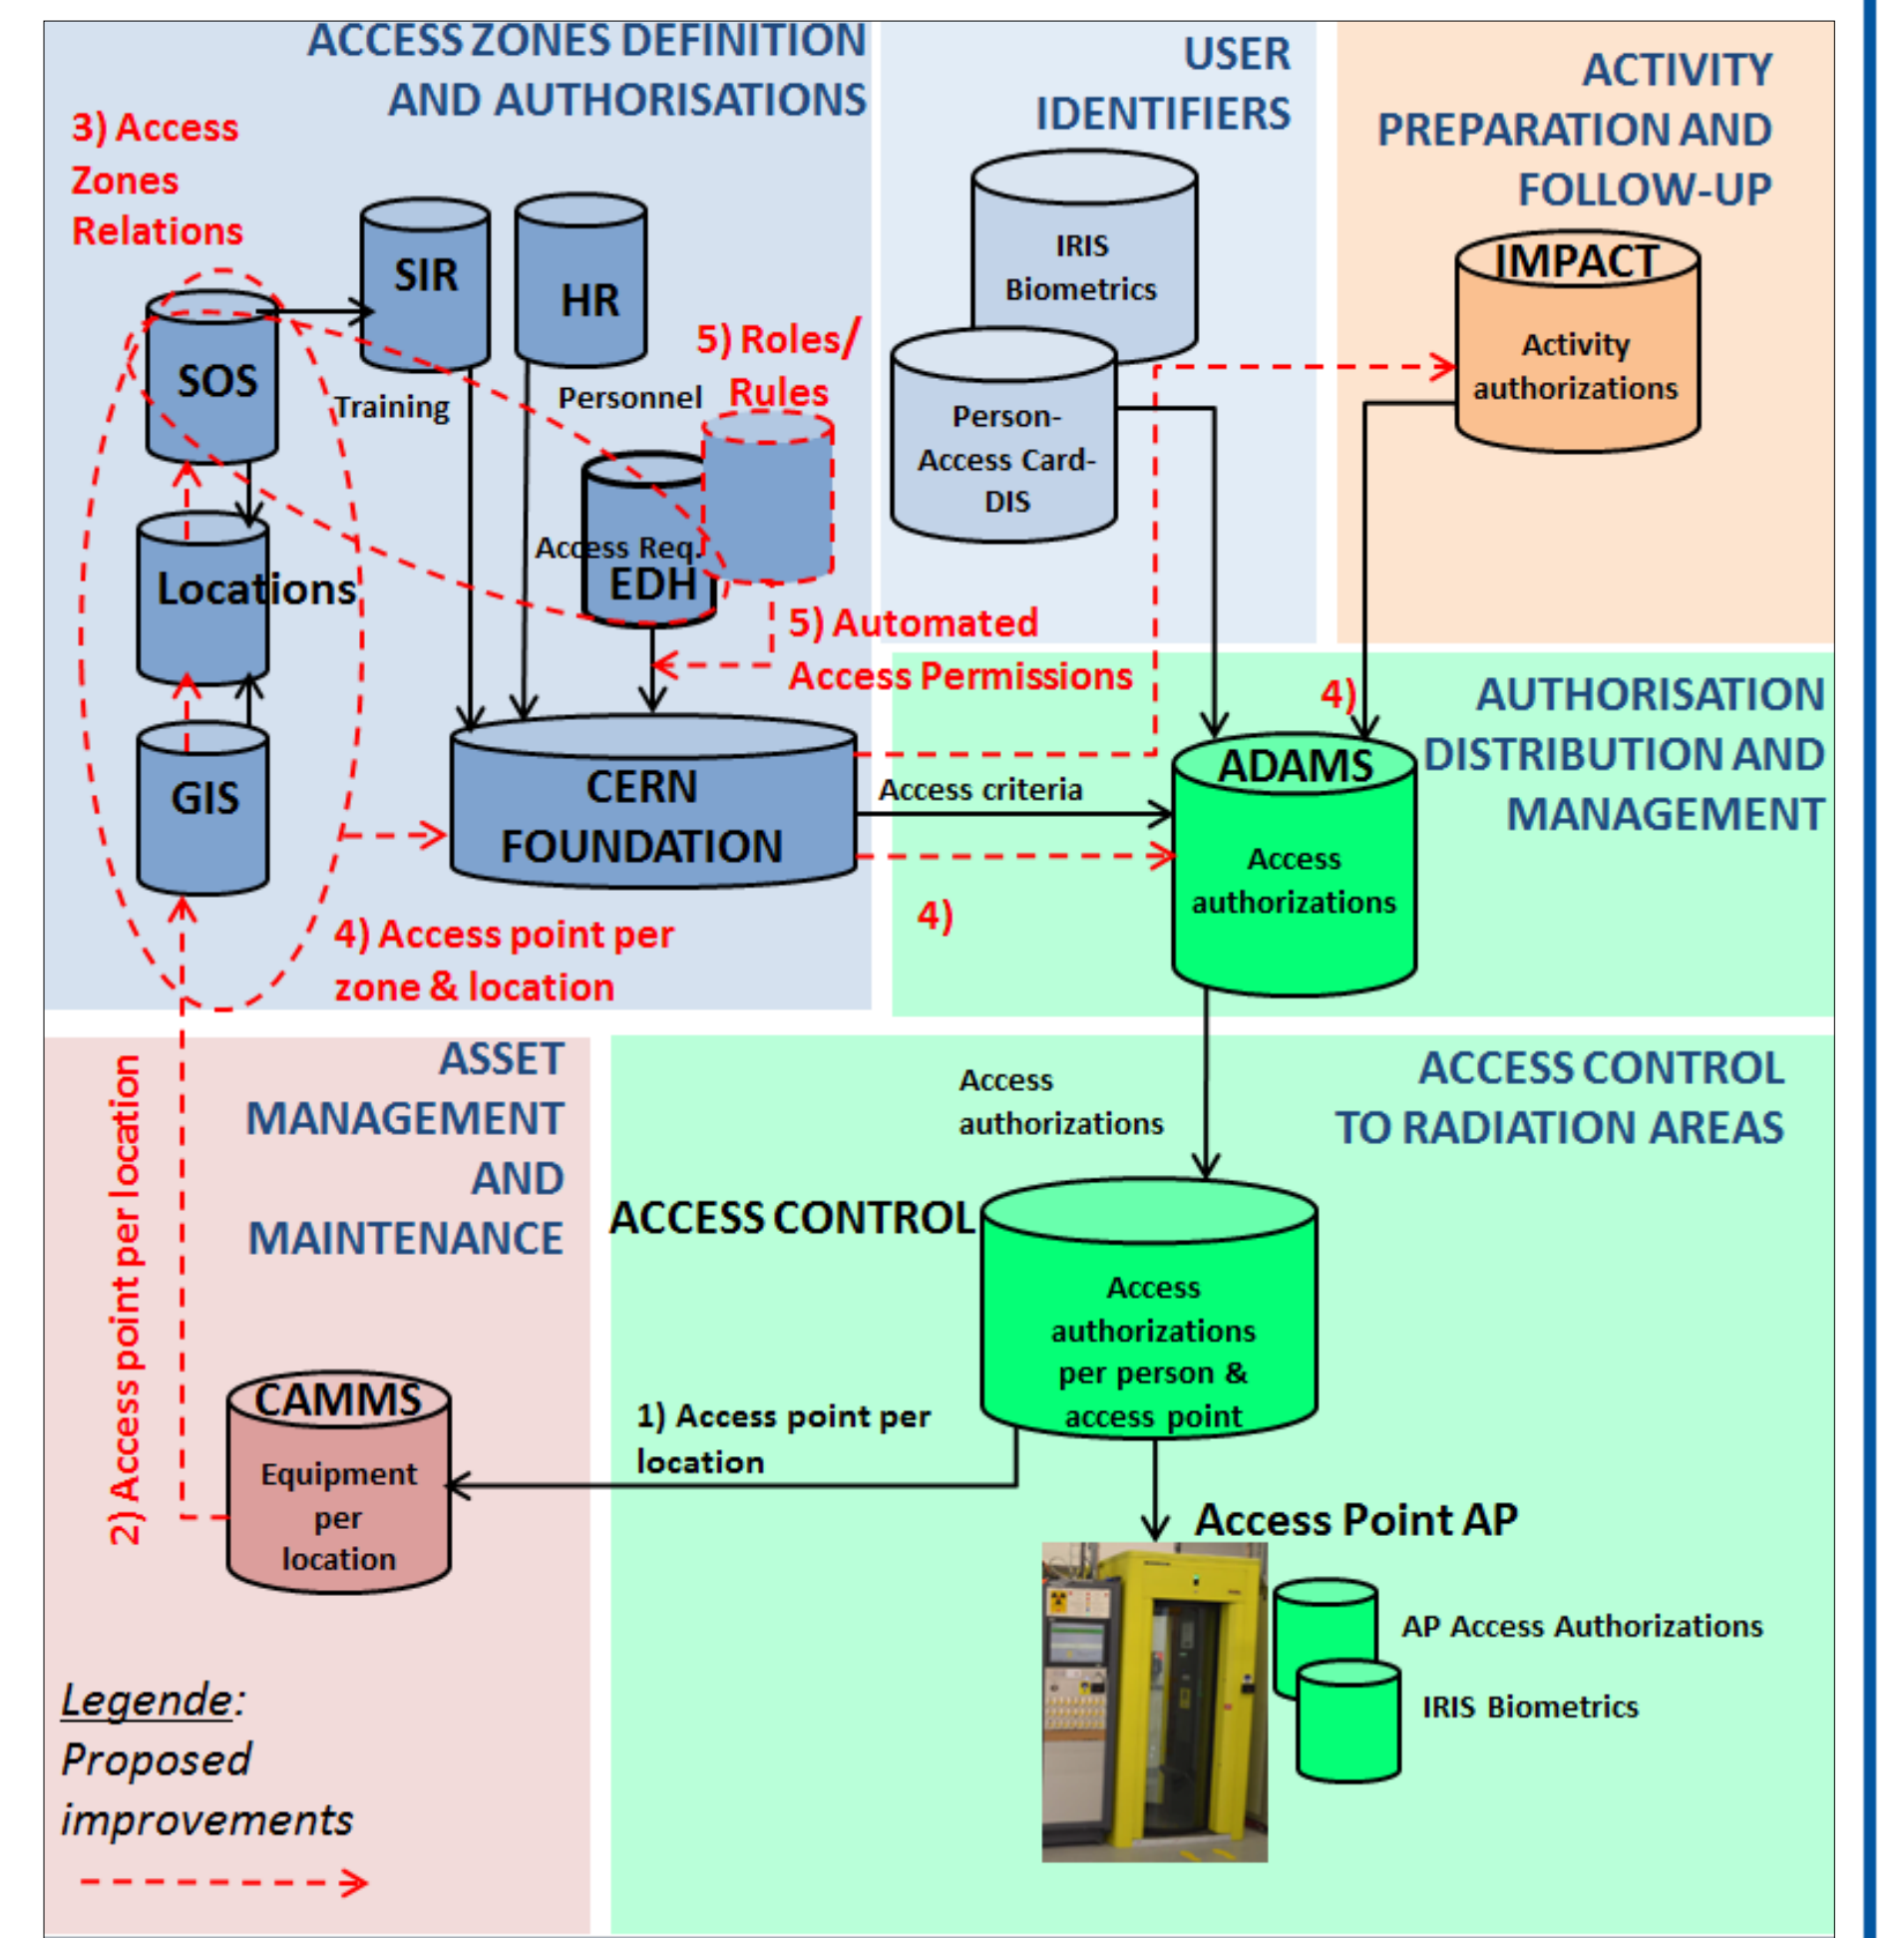 ACCESS ZONES DEFINITION
AND AUTHORISATIONS
3) Access
Zones
Relations
SIR
HR
SOS
Training
Personnel
5) Roles/
Rules
Locations
Access Req.
EDH
GIS
CERN
FOUNDATION
5) Automated
Access Permissions
4) Access point per
zone & location
USER
IDENTIFIERS
IRIS
Biometrics
Person-
Access Card-
DIS
ACTIVITY
PREPARATION AND
FOLLOW-UP
IMPACT
Activity
authorizations
4)
AUTHORISATION
DISTRIBUTION AND
MANAGEMENT
Access criteria
ADAMS
Access
authorizations
4)
ASSET
MANAGEMENT
AND
MAINTENANCE
2) Access point per location
CAMMS
Equipment
per
location
Legende:
Proposed
improvements
ACCESS CONTROL
TO RADIATION AREAS
Access
authorizations
ACCESS CONTROL
Access
authorizations
per person &
access point
1) Access point per
location
Access Point AP
AP Access Authorizations
IRIS Biometrics